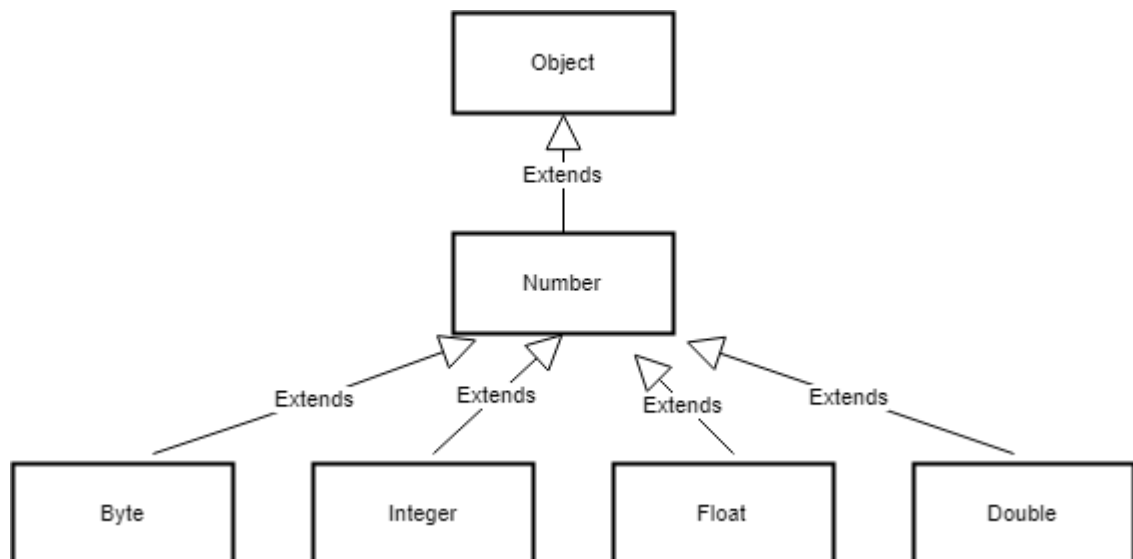 Object
Extends
Number
Extends
Extends
Extends
Extends
Byte
Integer
Float
Double